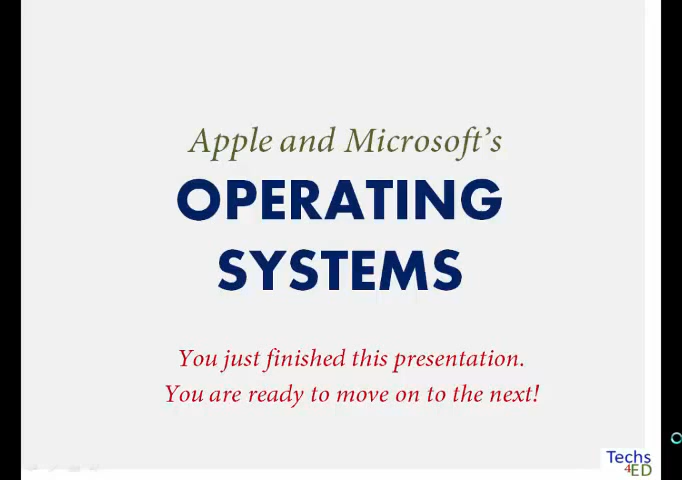 Apple and Microsoft's
OPERATING
SYSTEMS
You just finished this presentation.
You are ready to move on to the next!
Techs
4ED